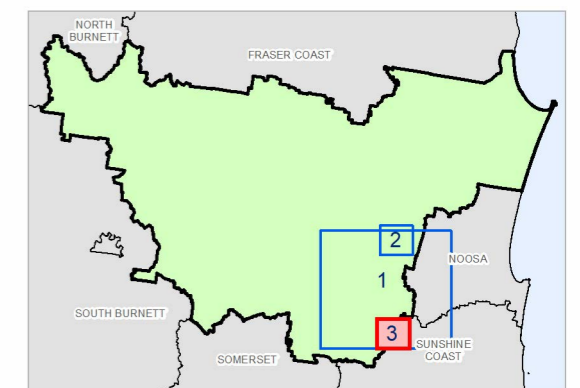 NORTH
BURNETT
FRASER COAST
2
NOOSA
1
SOUTH BURNETT
3
SUNSHINE
COAST
SOMERSET